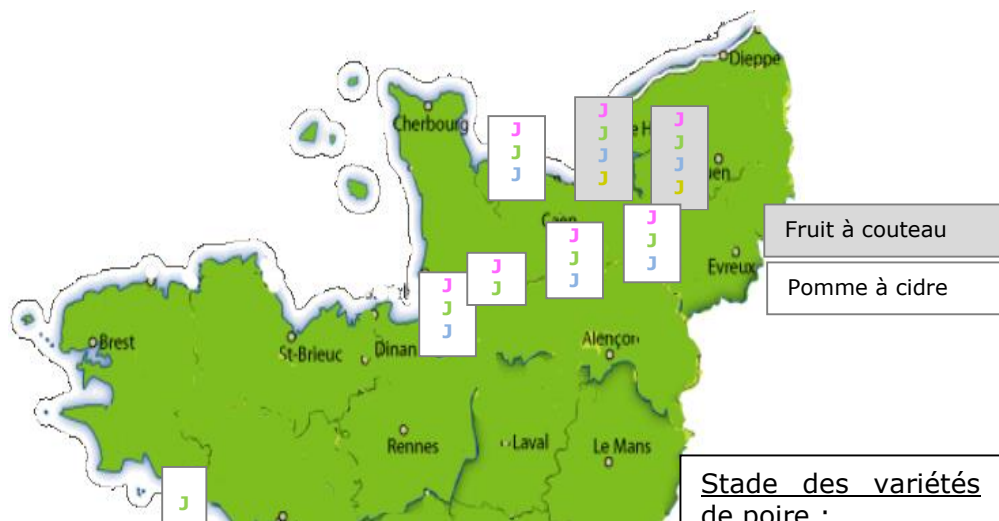 Dieppe
Cherbourg
J
J
J
J
J
J
J
J
J
J
J
e H
uen
Caen
J
J
J
J
J
J
Evreux
Fruit à couteau
Pomme à cidre
J
J
J
J
J
Brest
St-Brieuc
Dinan
Alençon
Rennes
Laval
Le Mans
J
Stade des variétés
de poire :